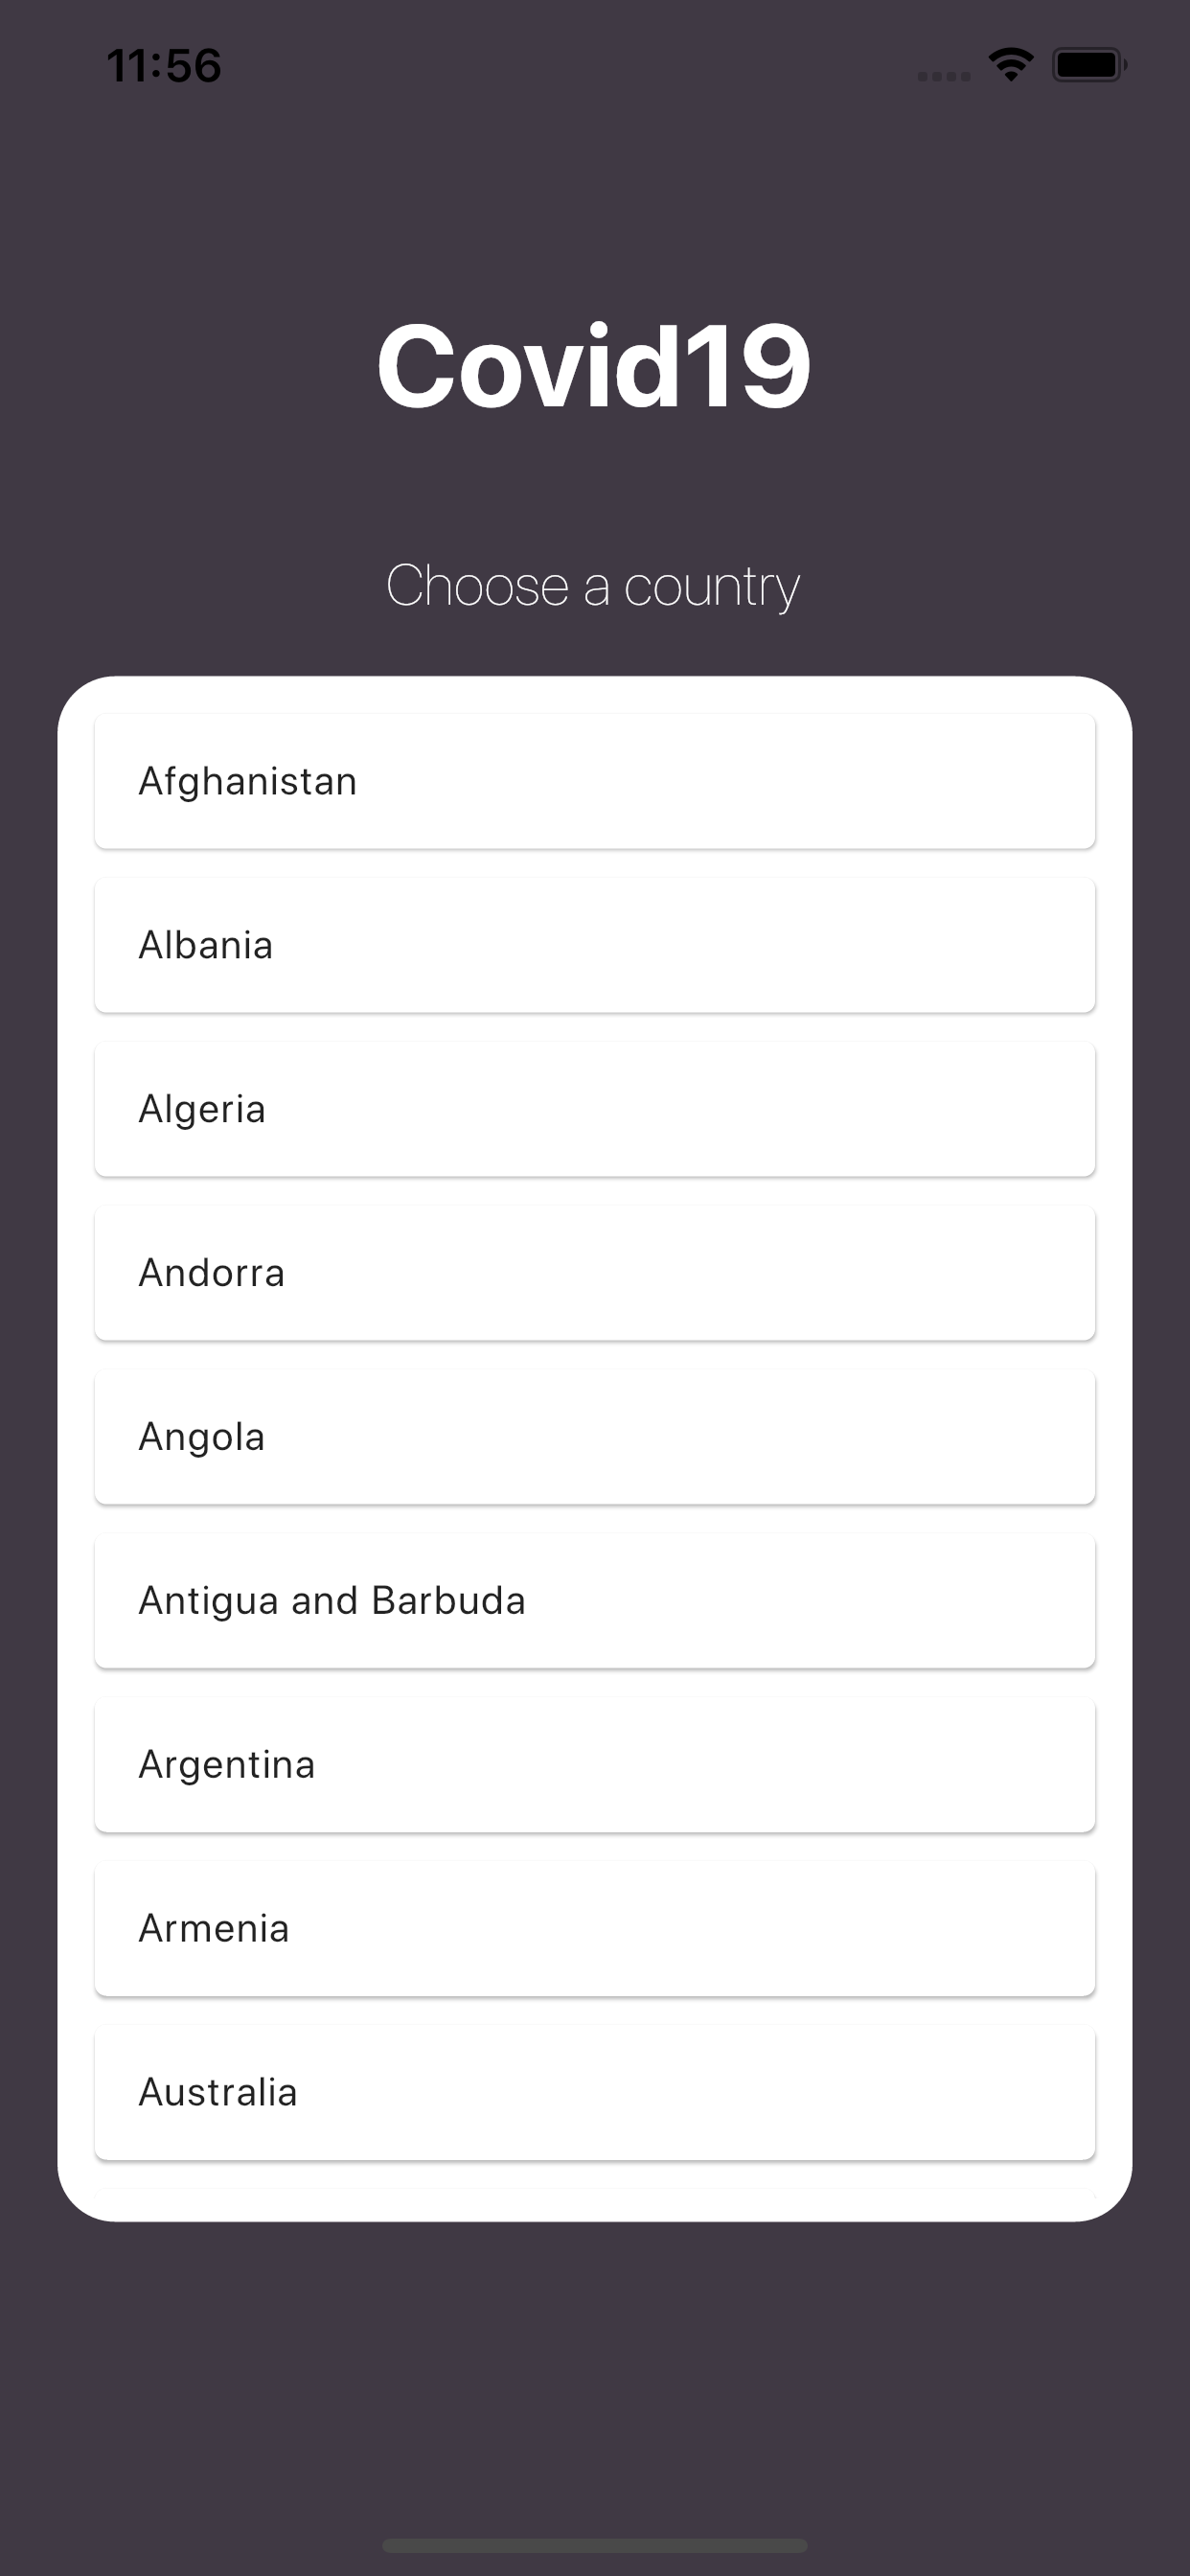 11:56
Covid19
Choose a country
Afghanistan
Albania
Algeria
Andorra
Angola
Antigua and Barbuda
Argentina
Armenia
Australia